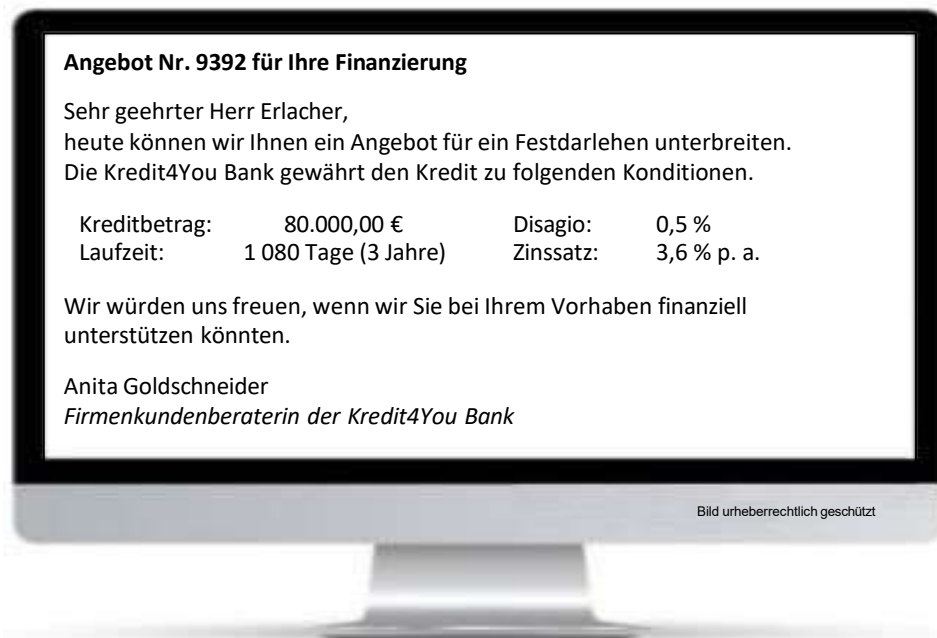 Angebot Nr. 9392 für Ihre Finanzierung
Sehr geehrter Herr Erlacher,
heute können wir Ihnen ein Angebot für ein Festdarlehen unterbreiten.
Die Kredit4You Bank gewährt den Kredit zu folgenden Konditionen.
Kreditbetrag: 80.000,00 € Disagio: 0,5 %
Laufzeit: 1 080 Tage (3 Jahre) Zinssatz: 3,6 % p. a.
Wir würden uns freuen, wenn wir Sie bei Ihrem Vorhaben finanziell
unterstützen könnten.
Anita Goldschneider
Firmenkundenberaterin der Kredit4You Bank
Bild urheberrechtlich geschützt